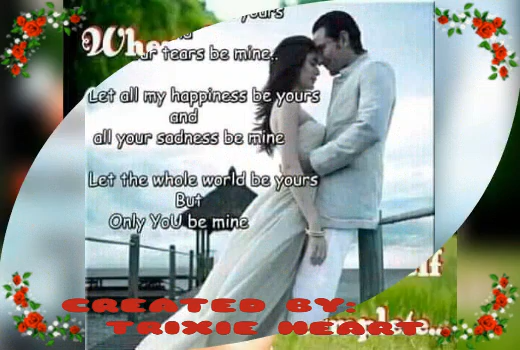 yours
tears be mine..
Let all my happiness be yours
and
all your sadness be mine
Let the whole world be yours
But
Only YoU be mine
CREATED BY:
TRIXIE HEART